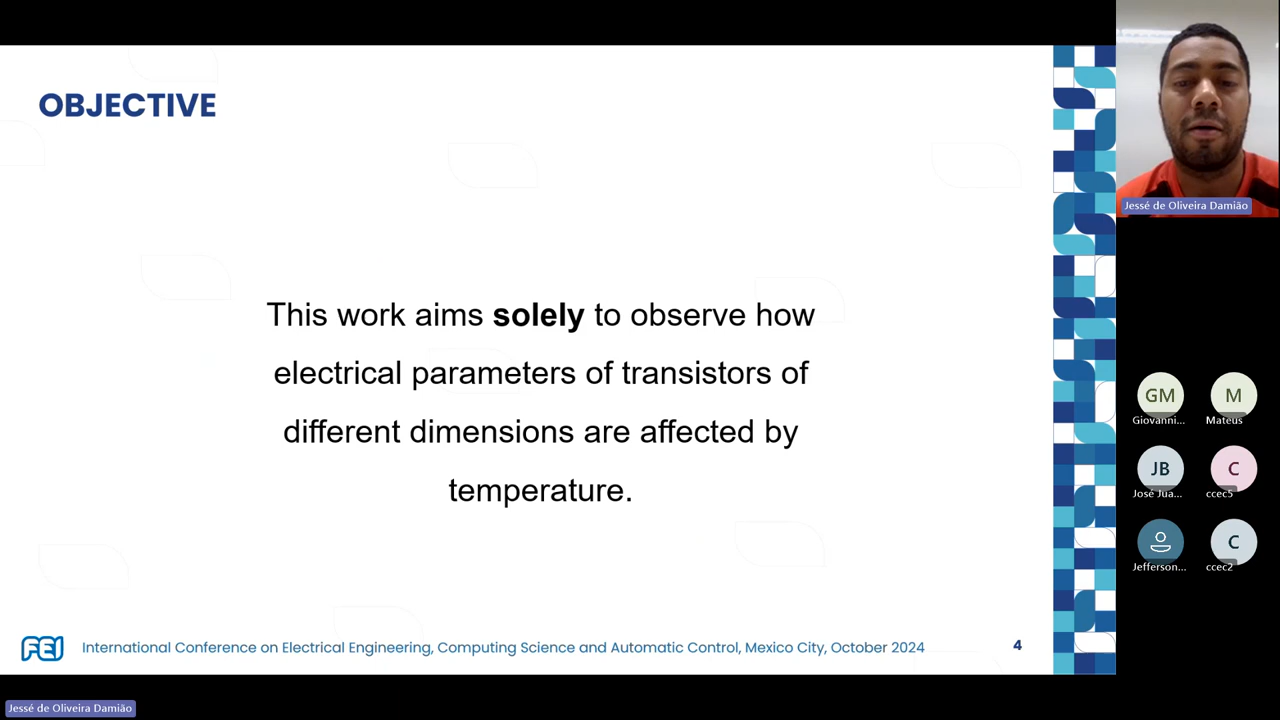 OBJECTIVE
This work aims solely to observe how
electrical parameters of transistors of
different dimensions are affected by
temperature.
FEI
International Conference on Electrical Engineering, Computing Science and Automatic Control, Mexico City, October 2024
4
Jessé de Oliveira Damião
GM
Giovanni...
M
Mateus
JB
José Jua...
C
ccec5
Jefferson...
C
ccec2
Jessé de Oliveira Damião